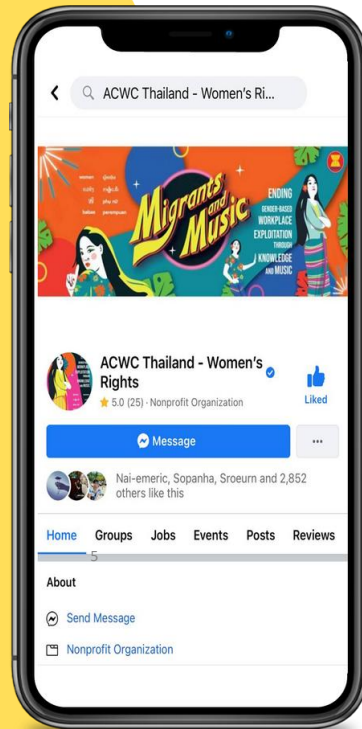 ACWC Thailand - Women's Ri...
women
babae
perempuan
Migrants
and
Music
ENDING
GENDER-BASED
WORKPLACE
EXPLOITATION
THROUGH
KNOWLEDGE
AND MUSIC
ACWC Thailand - Women's
Rights
5.0 (25) · Nonprofit Organization
Liked
Message
...
Nai-emeric, Sopanha, Sroeurn and 2,852
others like this
Home Groups Jobs Events Posts Reviews
5
About
Send Message
Nonprofit Organization